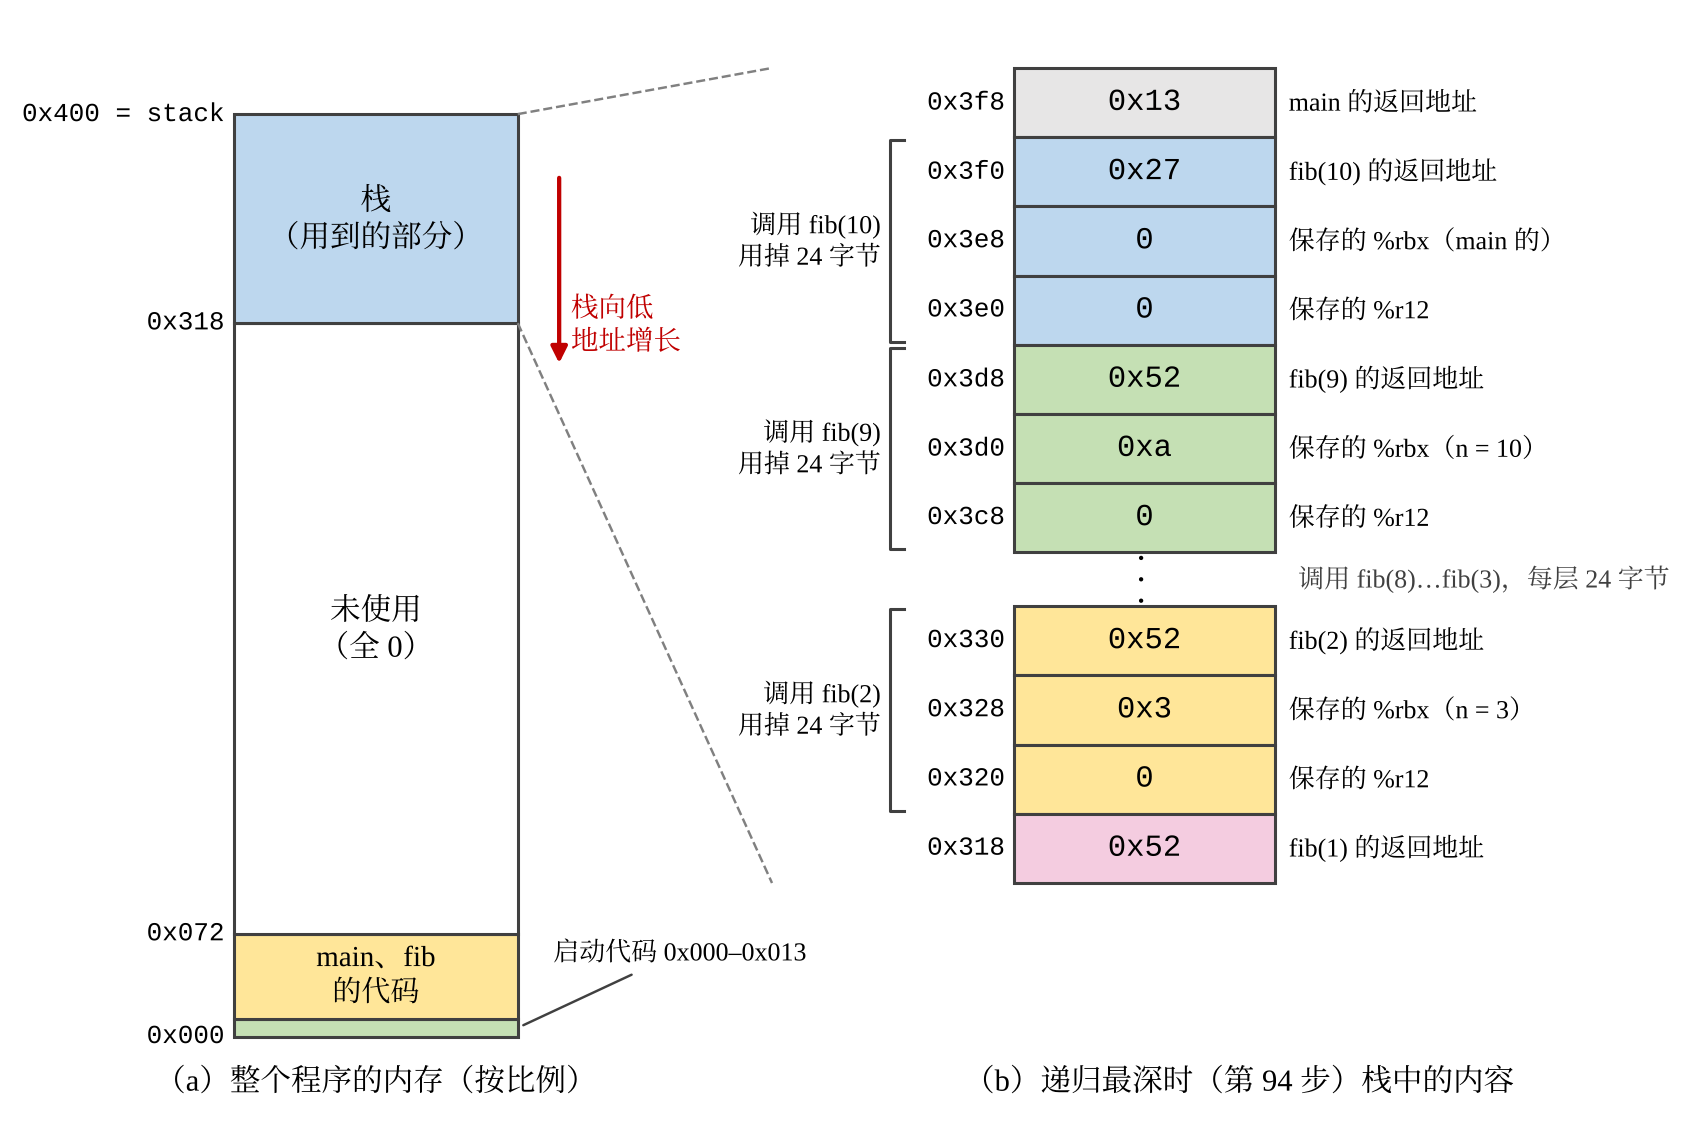 0x400 = stack
栈
（用到的部分）
0x318
栈向低
地址增长
未使用
（全 0）
0x072
main、fib
的代码
0x000
启动代码 0x000–0x013
（a）整个程序的内存（按比例）
0x3f8 0x13 main 的返回地址
0x3f0 0x27 fib(10) 的返回地址
调用 fib(10)
用掉 24 字节
0x3e8 0 保存的 %rbx（main 的）
0x3e0 0 保存的 %r12
0x3d8 0x52 fib(9) 的返回地址
调用 fib(9)
用掉 24 字节
0x3d0 0xa 保存的 %rbx（n = 10）
0x3c8 0 保存的 %r12
调用 fib(8)…fib(3)，每层 24 字节
0x330 0x52 fib(2) 的返回地址
调用 fib(2)
用掉 24 字节
0x328 0x3 保存的 %rbx（n = 3）
0x320 0 保存的 %r12
0x318 0x52 fib(1) 的返回地址
（b）递归最深时（第 94 步）栈中的内容